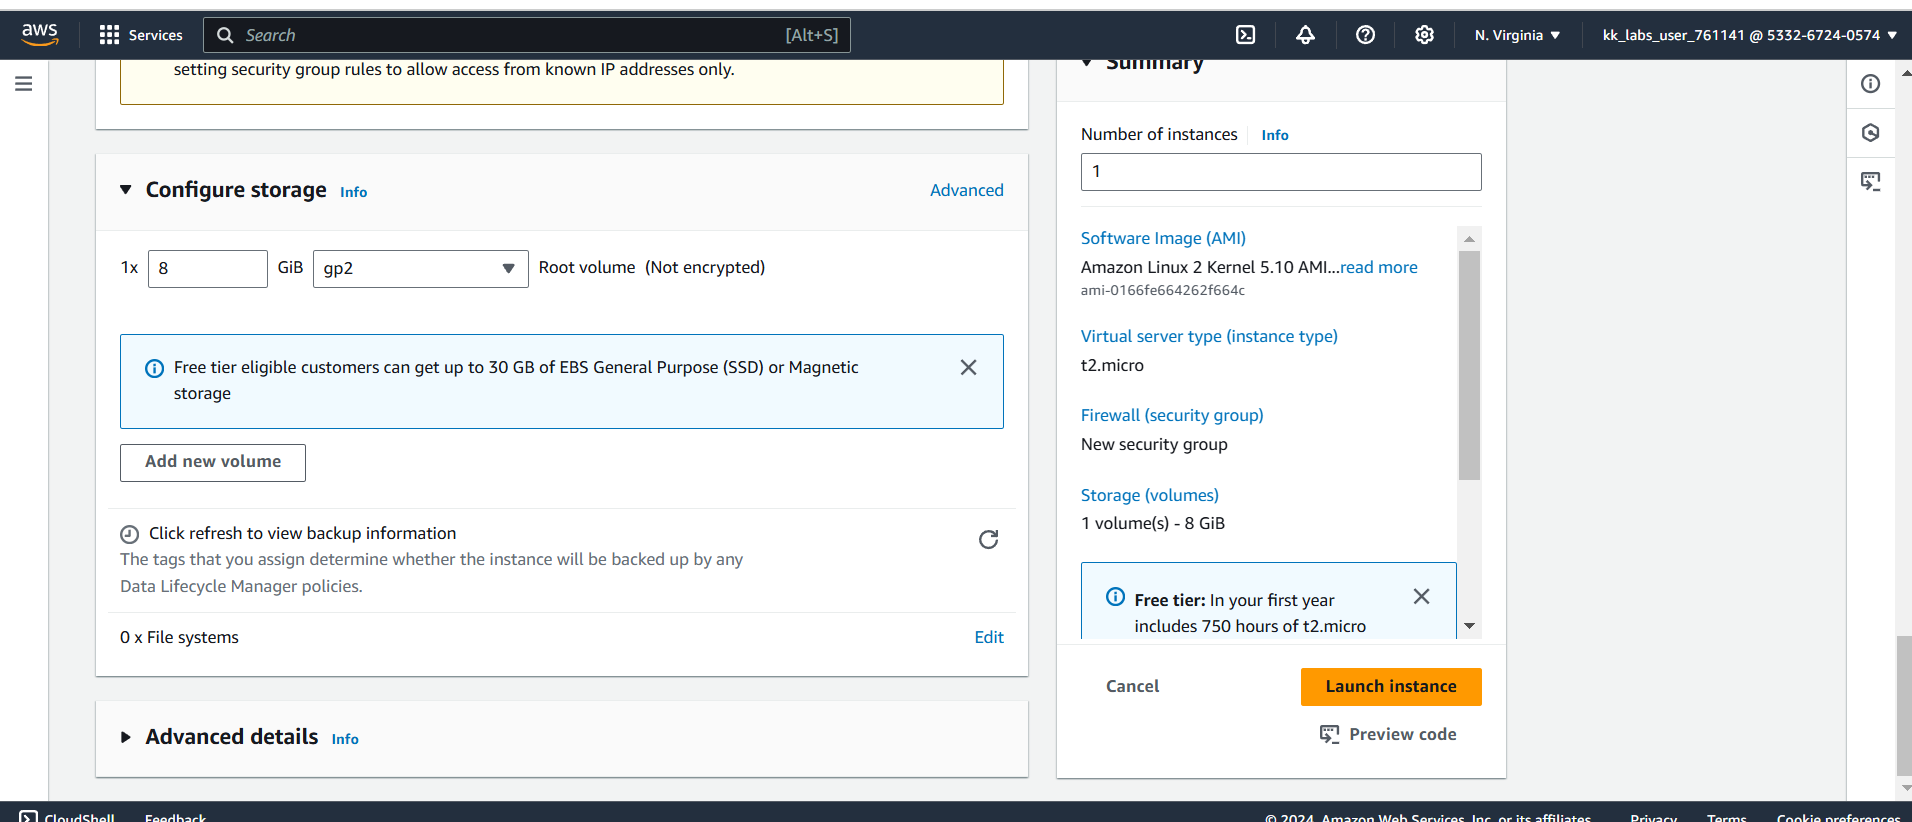 aws
Services
Search
[Alt+S]
N. Virginia
kk_labs_user_761141 @ 5332-6724-0574
setting security group rules to allow access from known IP addresses only.
Configure storage
Info
Advanced
1x
8
GiB
gp2
Root volume (Not encrypted)
Free tier eligible customers can get up to 30 GB of EBS General Purpose (SSD) or Magnetic
storage
Add new volume
Click refresh to view backup information
The tags that you assign determine whether the instance will be backed up by any
Data Lifecycle Manager policies.
0 x File systems
Edit
Advanced details
Info
Summary
Number of instances
Info
1
Software Image (AMI)
Amazon Linux 2 Kernel 5.10 AMI...read more
ami-0166fe664262f664c
Virtual server type (instance type)
t2.micro
Firewall (security group)
New security group
Storage (volumes)
1 volume(s) - 8 GiB
Free tier: In your first year
includes 750 hours of t2.micro
Cancel
Launch instance
Preview code
CloudShell
Feedback
© 2024, Amazon Web Services, Inc. or its affiliates.
Privacy
Terms
Cookie preferences